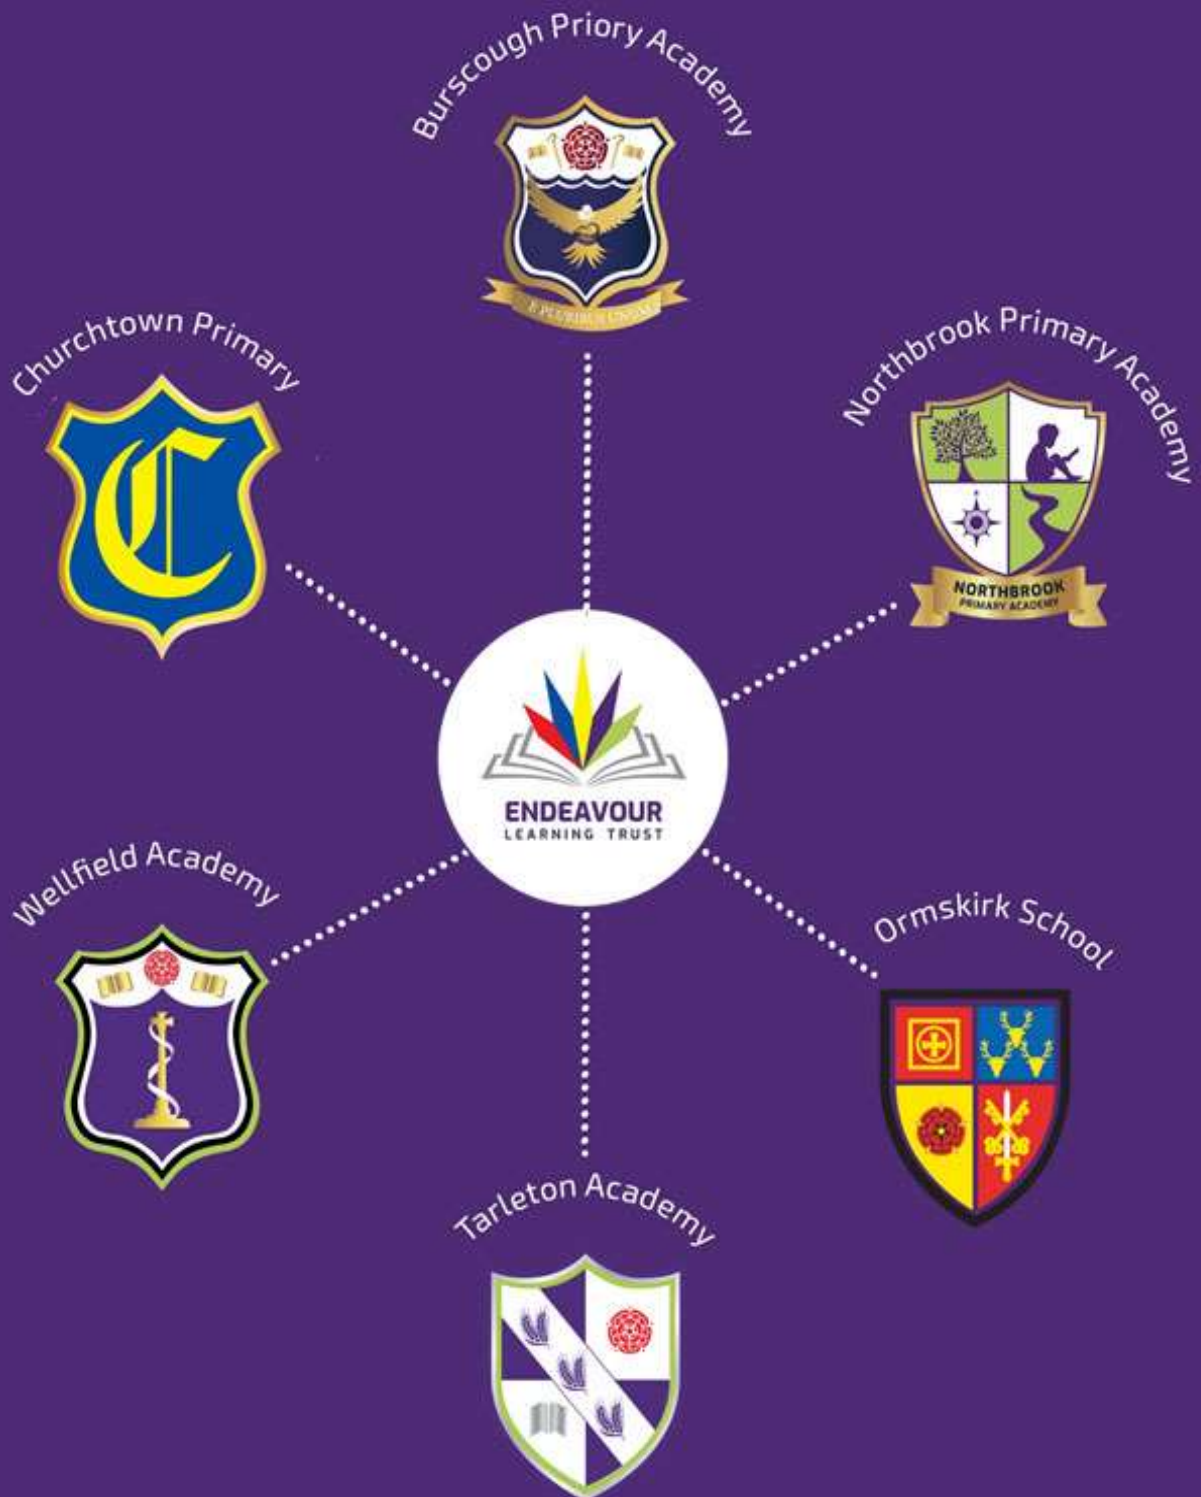 Burscough Priory Academy
E PLURIBUS UNUM
Churchtown Primary
C
Northbrook Primary Academy
NORTHBROOK
PRIMARY ACADEMY
ENDEAVOUR
LEARNING TRUST
Wellfield Academy
Ormskirk School
Tarleton Academy